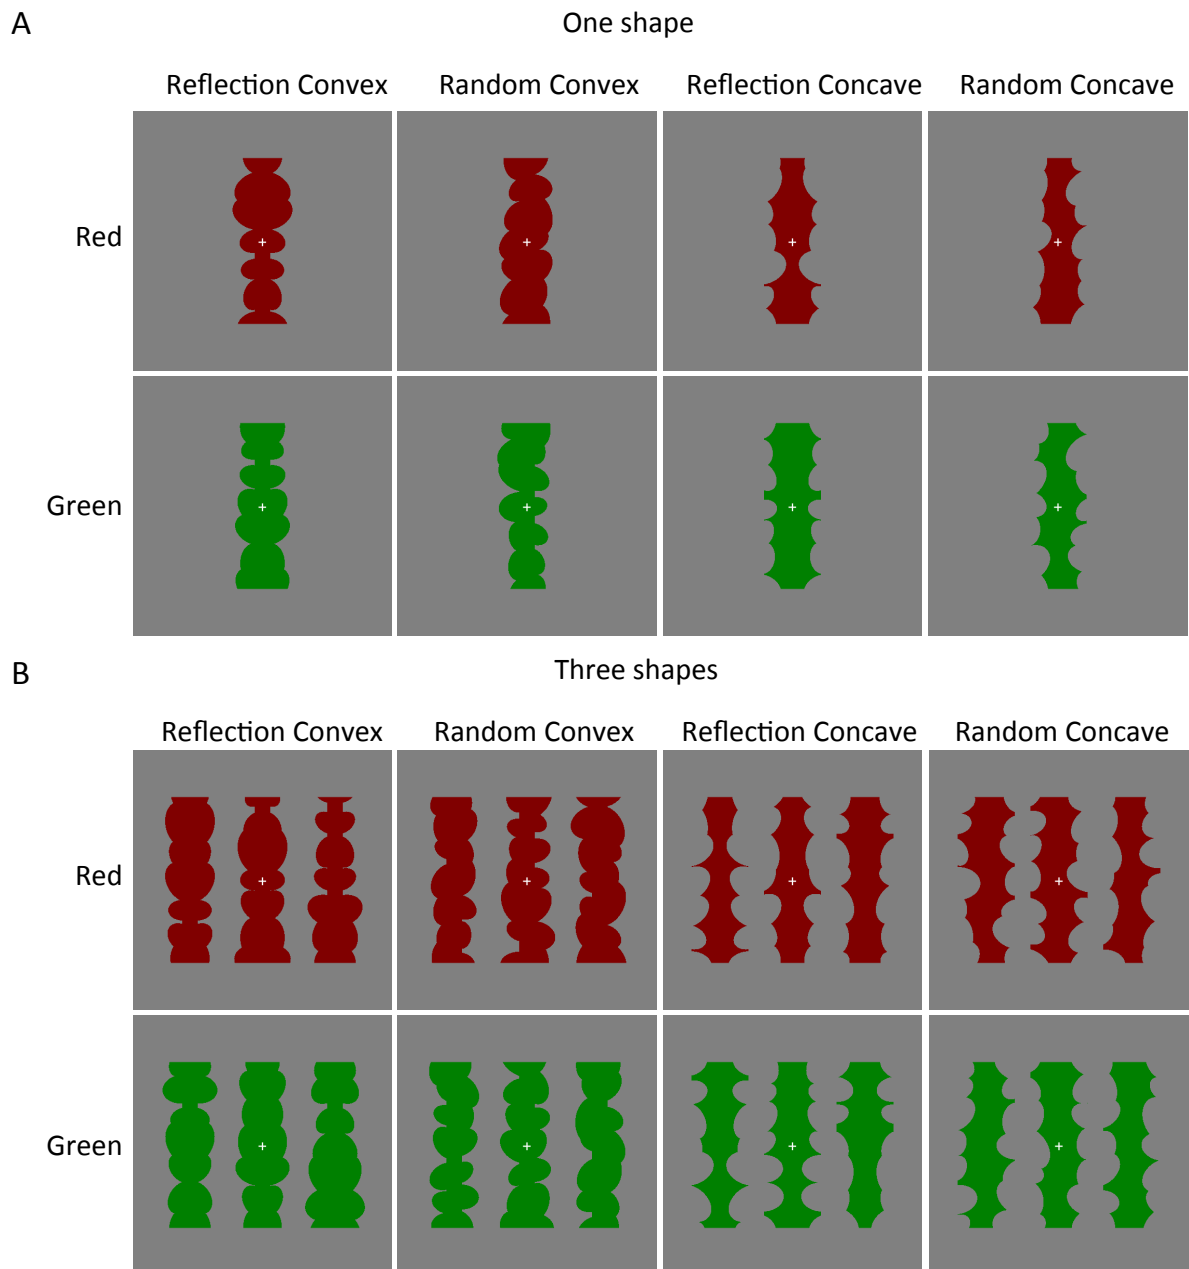 A
One shape
Reflection Convex Random Convex Reflection Concave Random Concave
Red
Green
B
Three shapes
Reflection Convex Random Convex Reflection Concave Random Concave
Red
Green